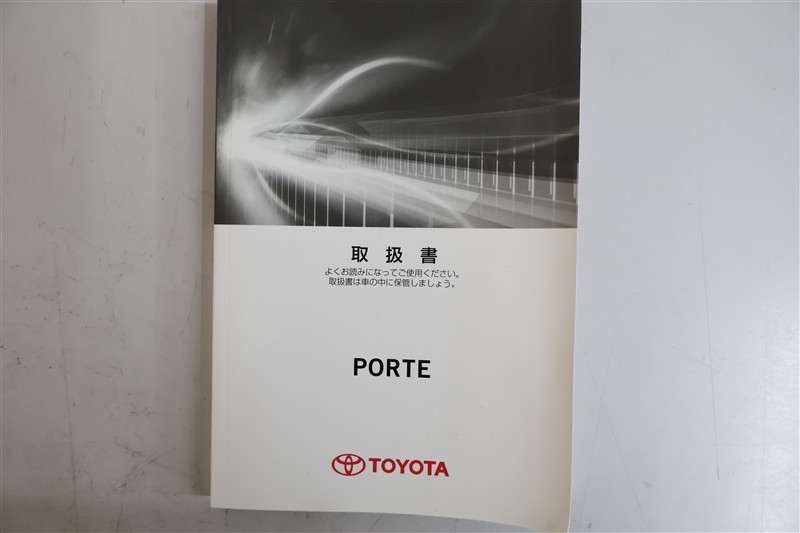 取扱書
よくお読みになってご使用ください。
取扱書は車の中に保管しましょう。
PORTE
TOYOTA